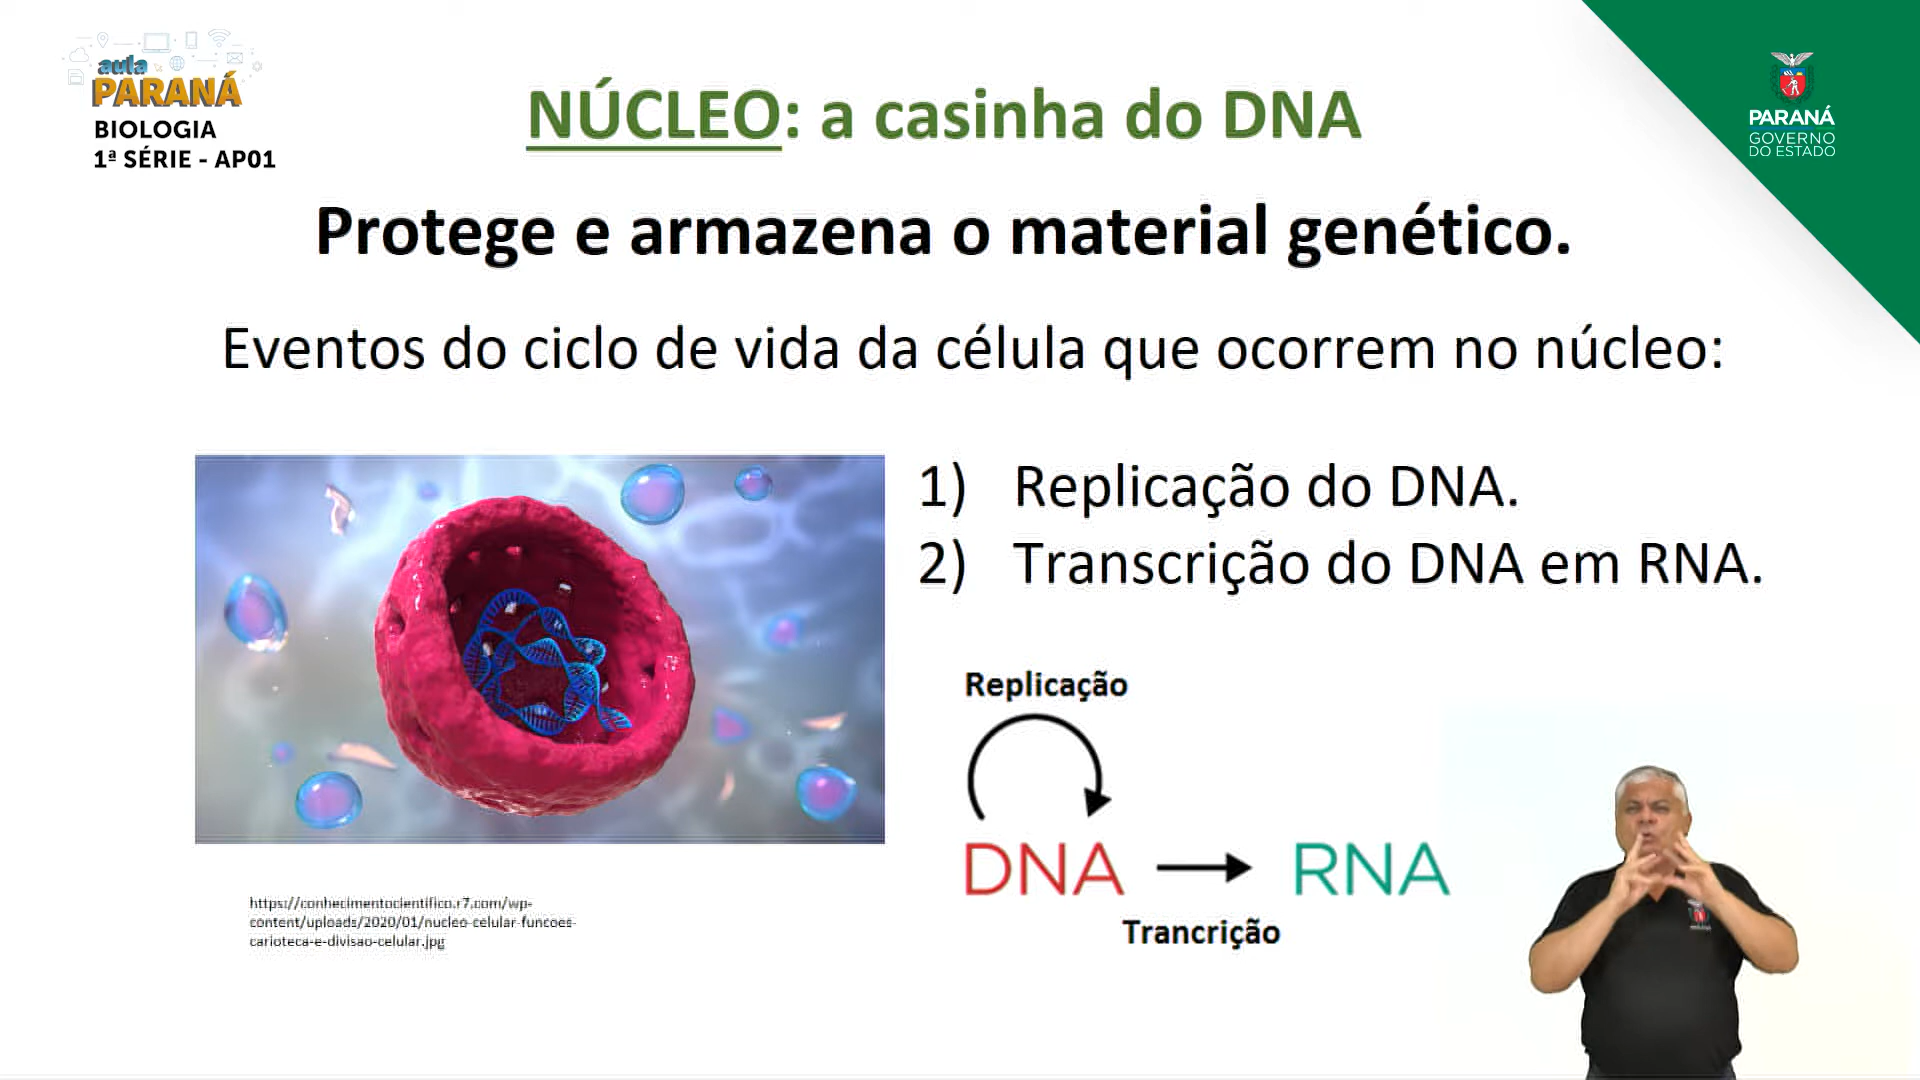 aula
PARANÁ
BIOLOGIA
1ª SÉRIE - AP01
NÚCLEO: a casinha do DNA
PARANÁ
GOVERNO
DO ESTADO
Protege e armazena o material genético.
Eventos do ciclo de vida da célula que ocorrem no núcleo:
1) Replicação do DNA.
2) Transcrição do DNA em RNA.
Replicação
DNA → RNA
Trancrição
https://conhecimentocientifico.r7.com/wp-
content/uploads/2020/01/nucleo-celular-funcoes-
carioteca-e-divisao-celular.jpg